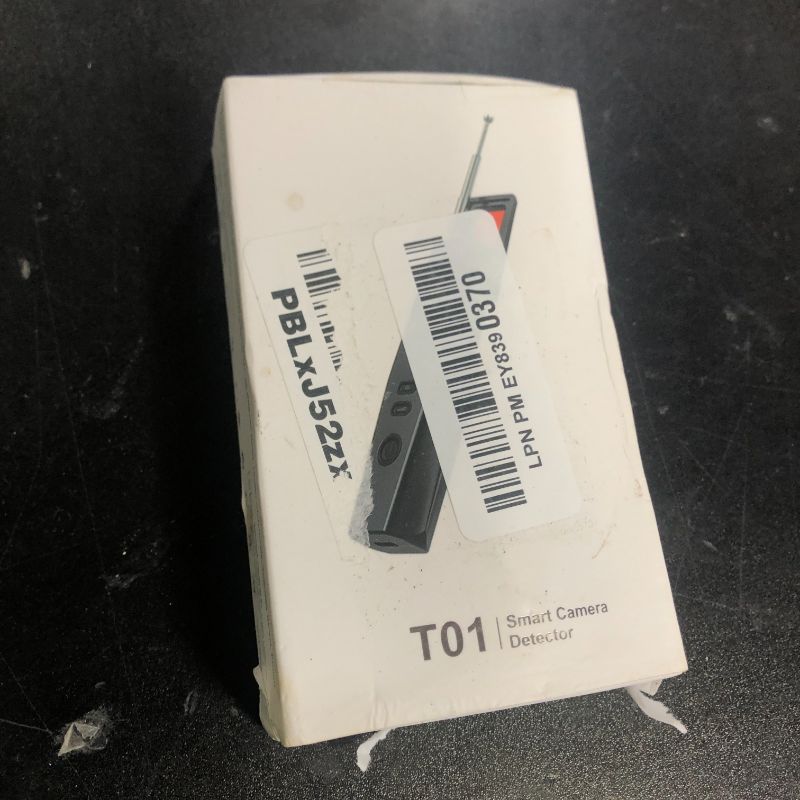 PBLxJ52zx
LPN PM EY839 0370
T01
Smart Camera
Detector